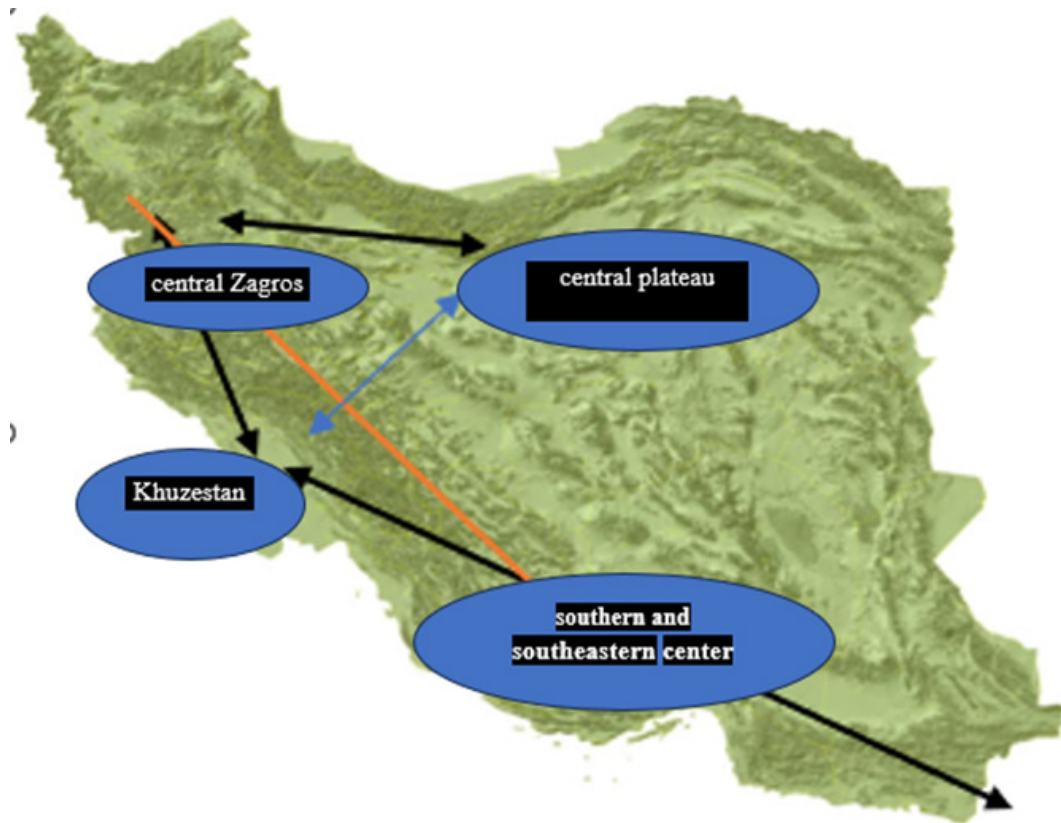 central Zagros
central plateau
Khuzestan
southern and
southeastern center